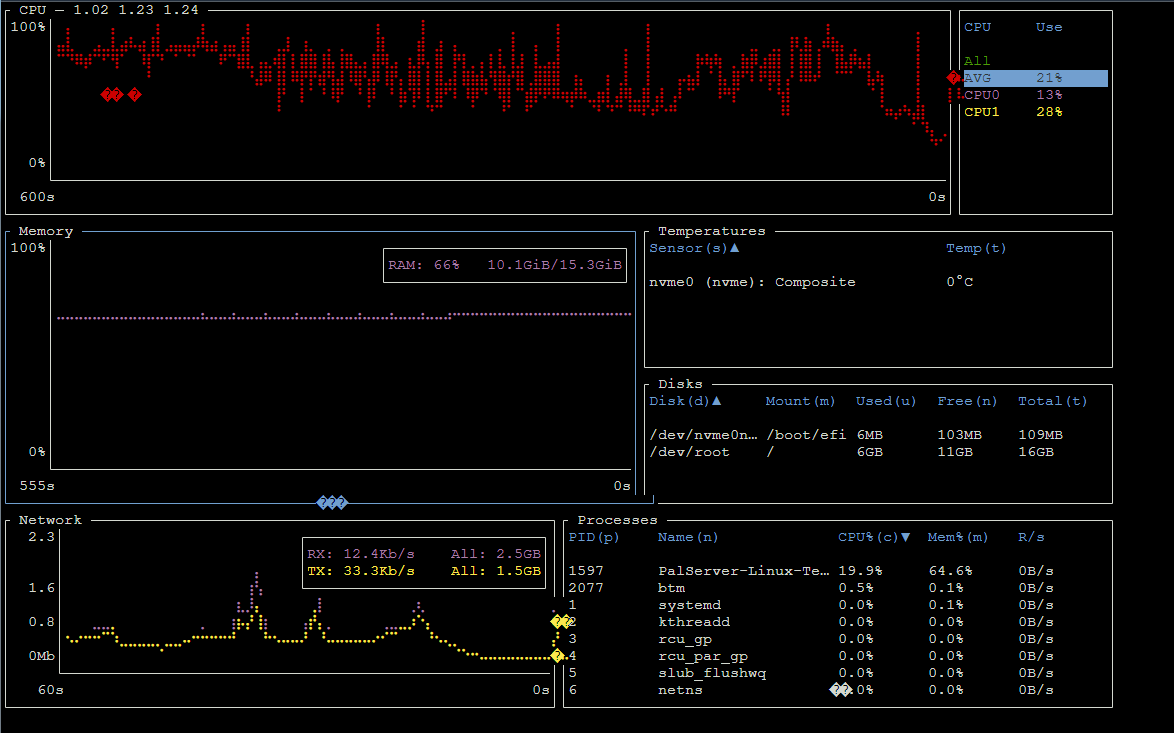 CPU — 1.02 1.23 1.24
100%
0%
600s 0s
CPU Use
All
AVG 21%
CPU0 13%
CPU1 28%
Memory
100%
RAM: 66% 10.1GiB/15.3GiB
0%
555s 0s
Temperatures
Sensor(s)▲ Temp(t)
nvme0 (nvme): Composite 0°C
Disks
Disk(d)▲ Mount(m) Used(u) Free(n) Total(t)
/dev/nvme0n… /boot/efi 6MB 103MB 109MB
/dev/root / 6GB 11GB 16GB
Network
2.3
1.6
0.8
0Mb
RX: 12.4Kb/s All: 2.5GB
TX: 33.3Kb/s All: 1.5GB
60s 0s
Processes
PID(p) Name(n) CPU%(c)▼ Mem%(m) R/s
1597 PalServer-Linux-Te… 19.9% 64.6% 0B/s
2077 btm 0.5% 0.1% 0B/s
1 systemd 0.0% 0.1% 0B/s
2 kthreadd 0.0% 0.0% 0B/s
3 rcu_gp 0.0% 0.0% 0B/s
4 rcu_par_gp 0.0% 0.0% 0B/s
5 slub_flushwq 0.0% 0.0% 0B/s
6 netns ��.0% 0.0% 0B/s